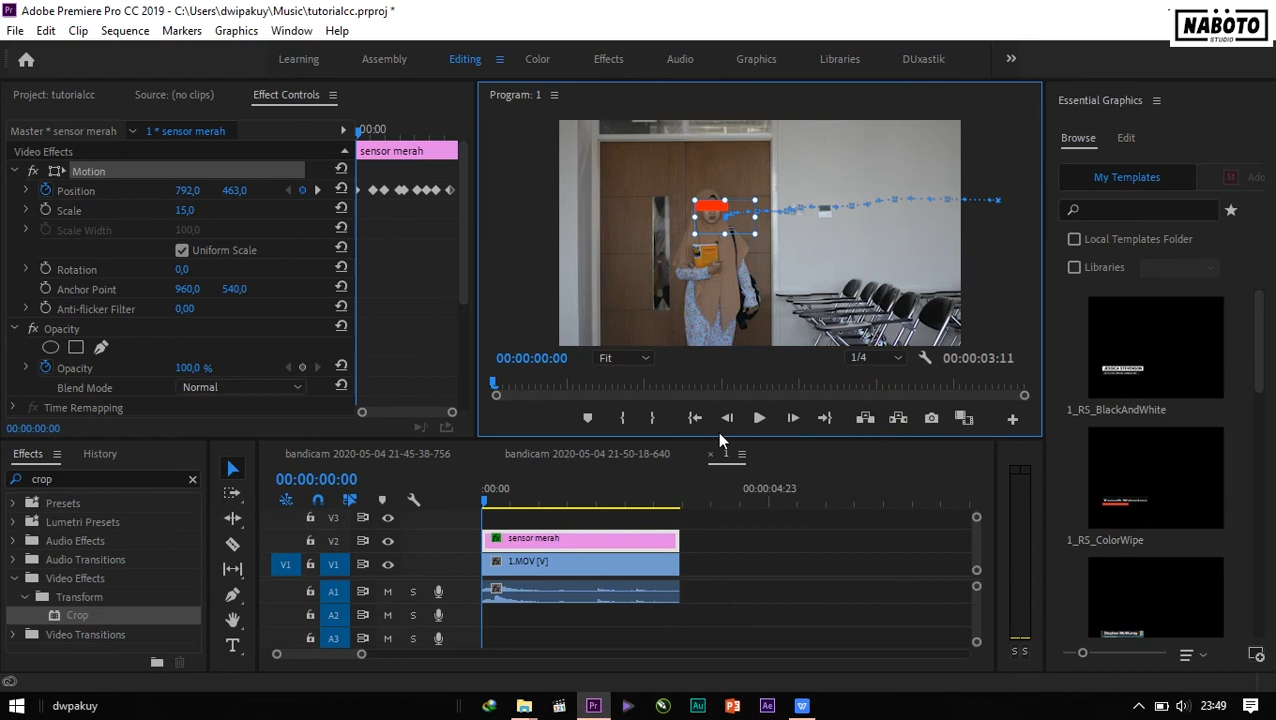 Adobe Premiere Pro CC 2019 - C:\Users\dwipakuy\Music\tutorialcc.prproj *
NABOTO
STUDIO
File Edit Clip Sequence Markers Graphics Window Help
Learning Assembly Editing Color Effects Audio Graphics Libraries DUxastik
Project: tutorialcc Source: (no clips) Effect Controls
Program: 1
Essential Graphics
Master * sensor merah 1 * sensor merah
:00:00
Browse Edit
Video Effects
sensor merah
fx Motion
My Templates
St Ado
Position 792,0 463,0
Scale 15,0
Scale Width 100,0
Uniform Scale
Local Templates Folder
Rotation 0,0
Libraries
Anchor Point 960,0 540,0
Anti-flicker Filter 0,00
fx Opacity
00:00:00:00 Fit 1/4 00:00:03:11
Opacity 100,0 %
Blend Mode Normal
Time Remapping
1_RS_BlackAndWhite
00:00:00:00
Effects History
bandicam 2020-05-04 21-45-38-756 bandicam 2020-05-04 21-50-18-640 × 1
crop
00:00:00:00
:00:00 00:00:04:23
Presets
Lumetri Presets
Audio Effects
Audio Transitions
Video Effects
Transform
Crop
Video Transitions
V3
V2 fx sensor merah
V1 V1 1.MOV [V]
A1 M S
A2 M S
A3 M S
S S
1_RS_ColorWipe
dwpakuy
Pr Au Ae W
23:49